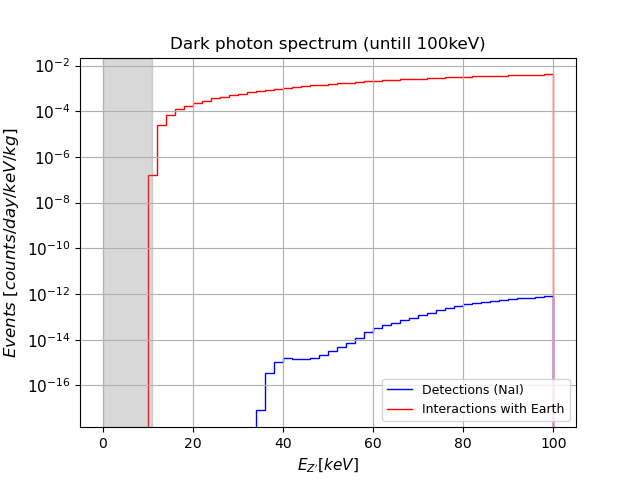 Dark photon spectrum (untill 100keV)
Events [counts/day/keV/kg]
10⁻²
10⁻⁴
10⁻⁶
10⁻⁸
10⁻¹⁰
10⁻¹²
10⁻¹⁴
10⁻¹⁶
Detections (NaI)
Interactions with Earth
0 20 40 60 80 100
E_{Z'}[keV]